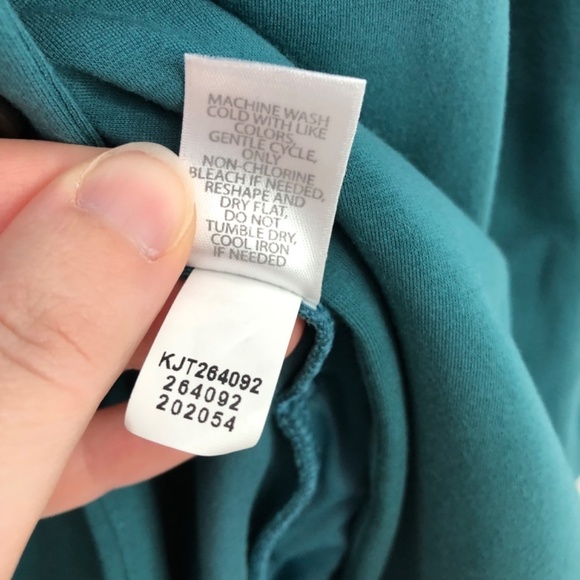 MACHINE WASH
COLD WITH LIKE
COLORS,
GENTLE CYCLE,
ONLY
NON-CHLORINE
BLEACH IF NEEDED,
RESHAPE AND
DRY FLAT,
DO NOT
TUMBLE DRY,
COOL IRON
IF NEEDED
KJT264092
264092
202054